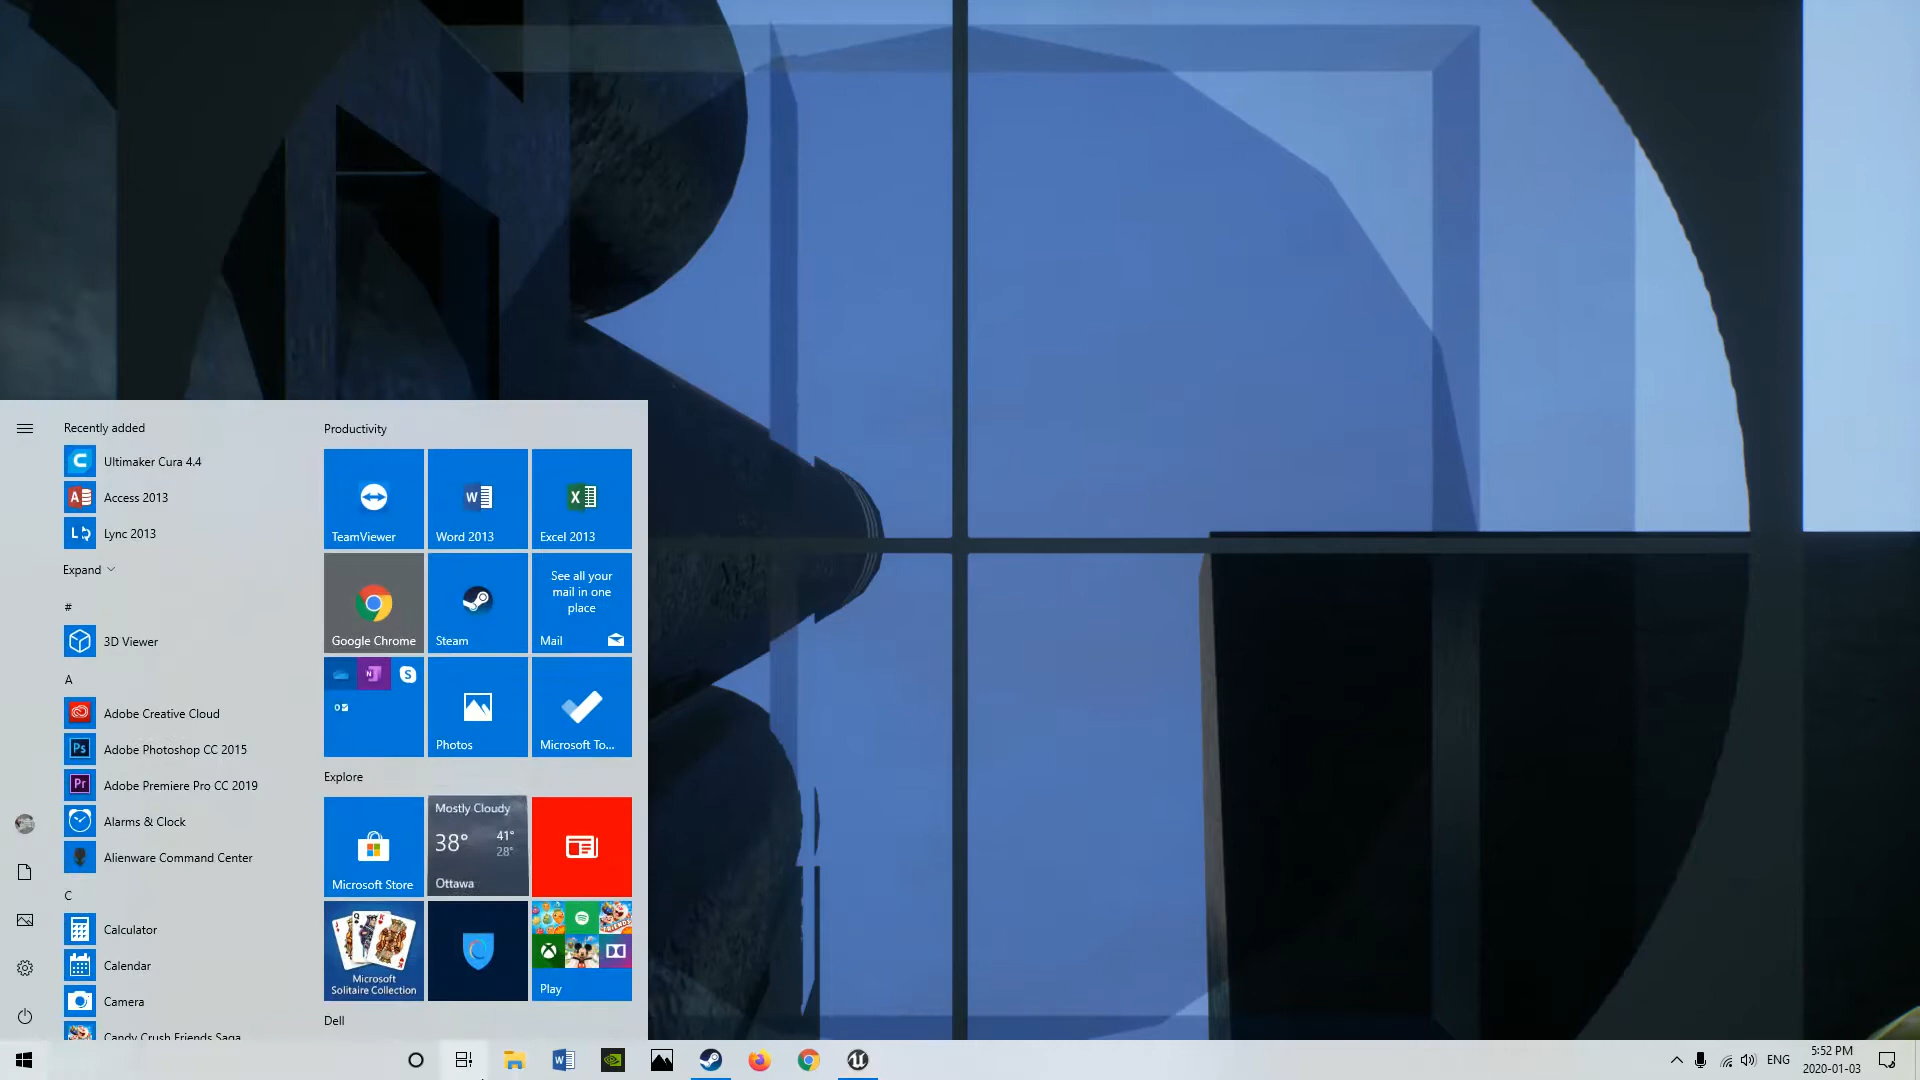 Recently added
Ultimaker Cura 4.4
Access 2013
Lync 2013
Expand
#
3D Viewer
A
Adobe Creative Cloud
Adobe Photoshop CC 2015
Adobe Premiere Pro CC 2019
Alarms & Clock
Alienware Command Center
C
Calculator
Calendar
Camera
Candy Crush Friends Saga
Productivity
TeamViewer
Word 2013
Excel 2013
Google Chrome
Steam
See all your
mail in one
place
Mail
Photos
Microsoft To...
Explore
Microsoft Store
Mostly Cloudy
38° 41°
28°
Ottawa
Microsoft
Solitaire Collection
Play
Dell
ENG
5:52 PM
2020-01-03